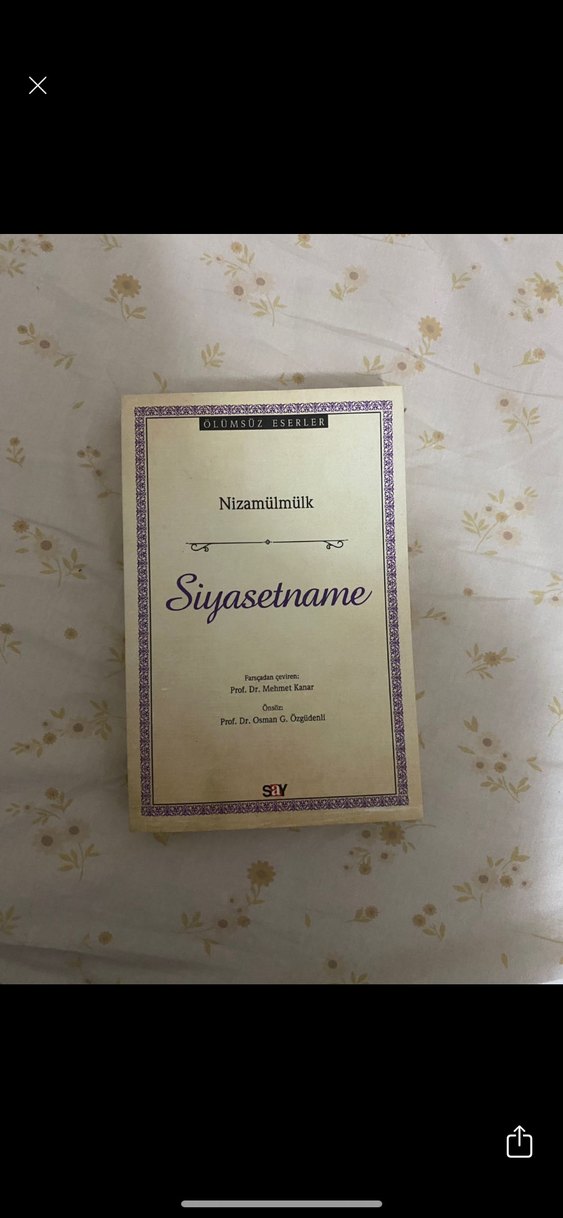 ÖLÜMSÜZ ESERLER
Nizamülmülk
Siyasetname
Farsçadan çeviren:
Prof. Dr. Mehmet Kanar
Önsöz:
Prof. Dr. Osman G. Özgüdenli
say